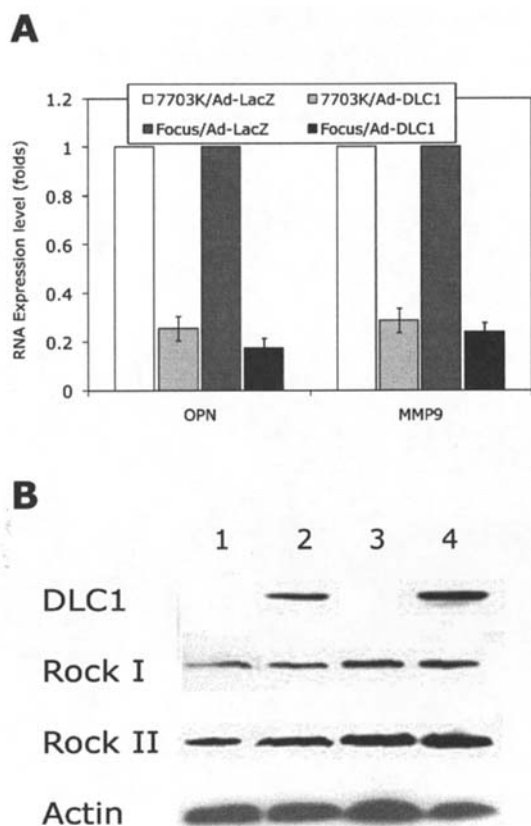 A
7703K/Ad-LacZ 7703K/Ad-DLC1
Focus/Ad-LacZ Focus/Ad-DLC1
RNA Expression level (folds)
1.2
1
0.8
0.6
0.4
0.2
0
OPN MMP9
B
1 2 3 4
DLC1
Rock I
Rock II
Actin